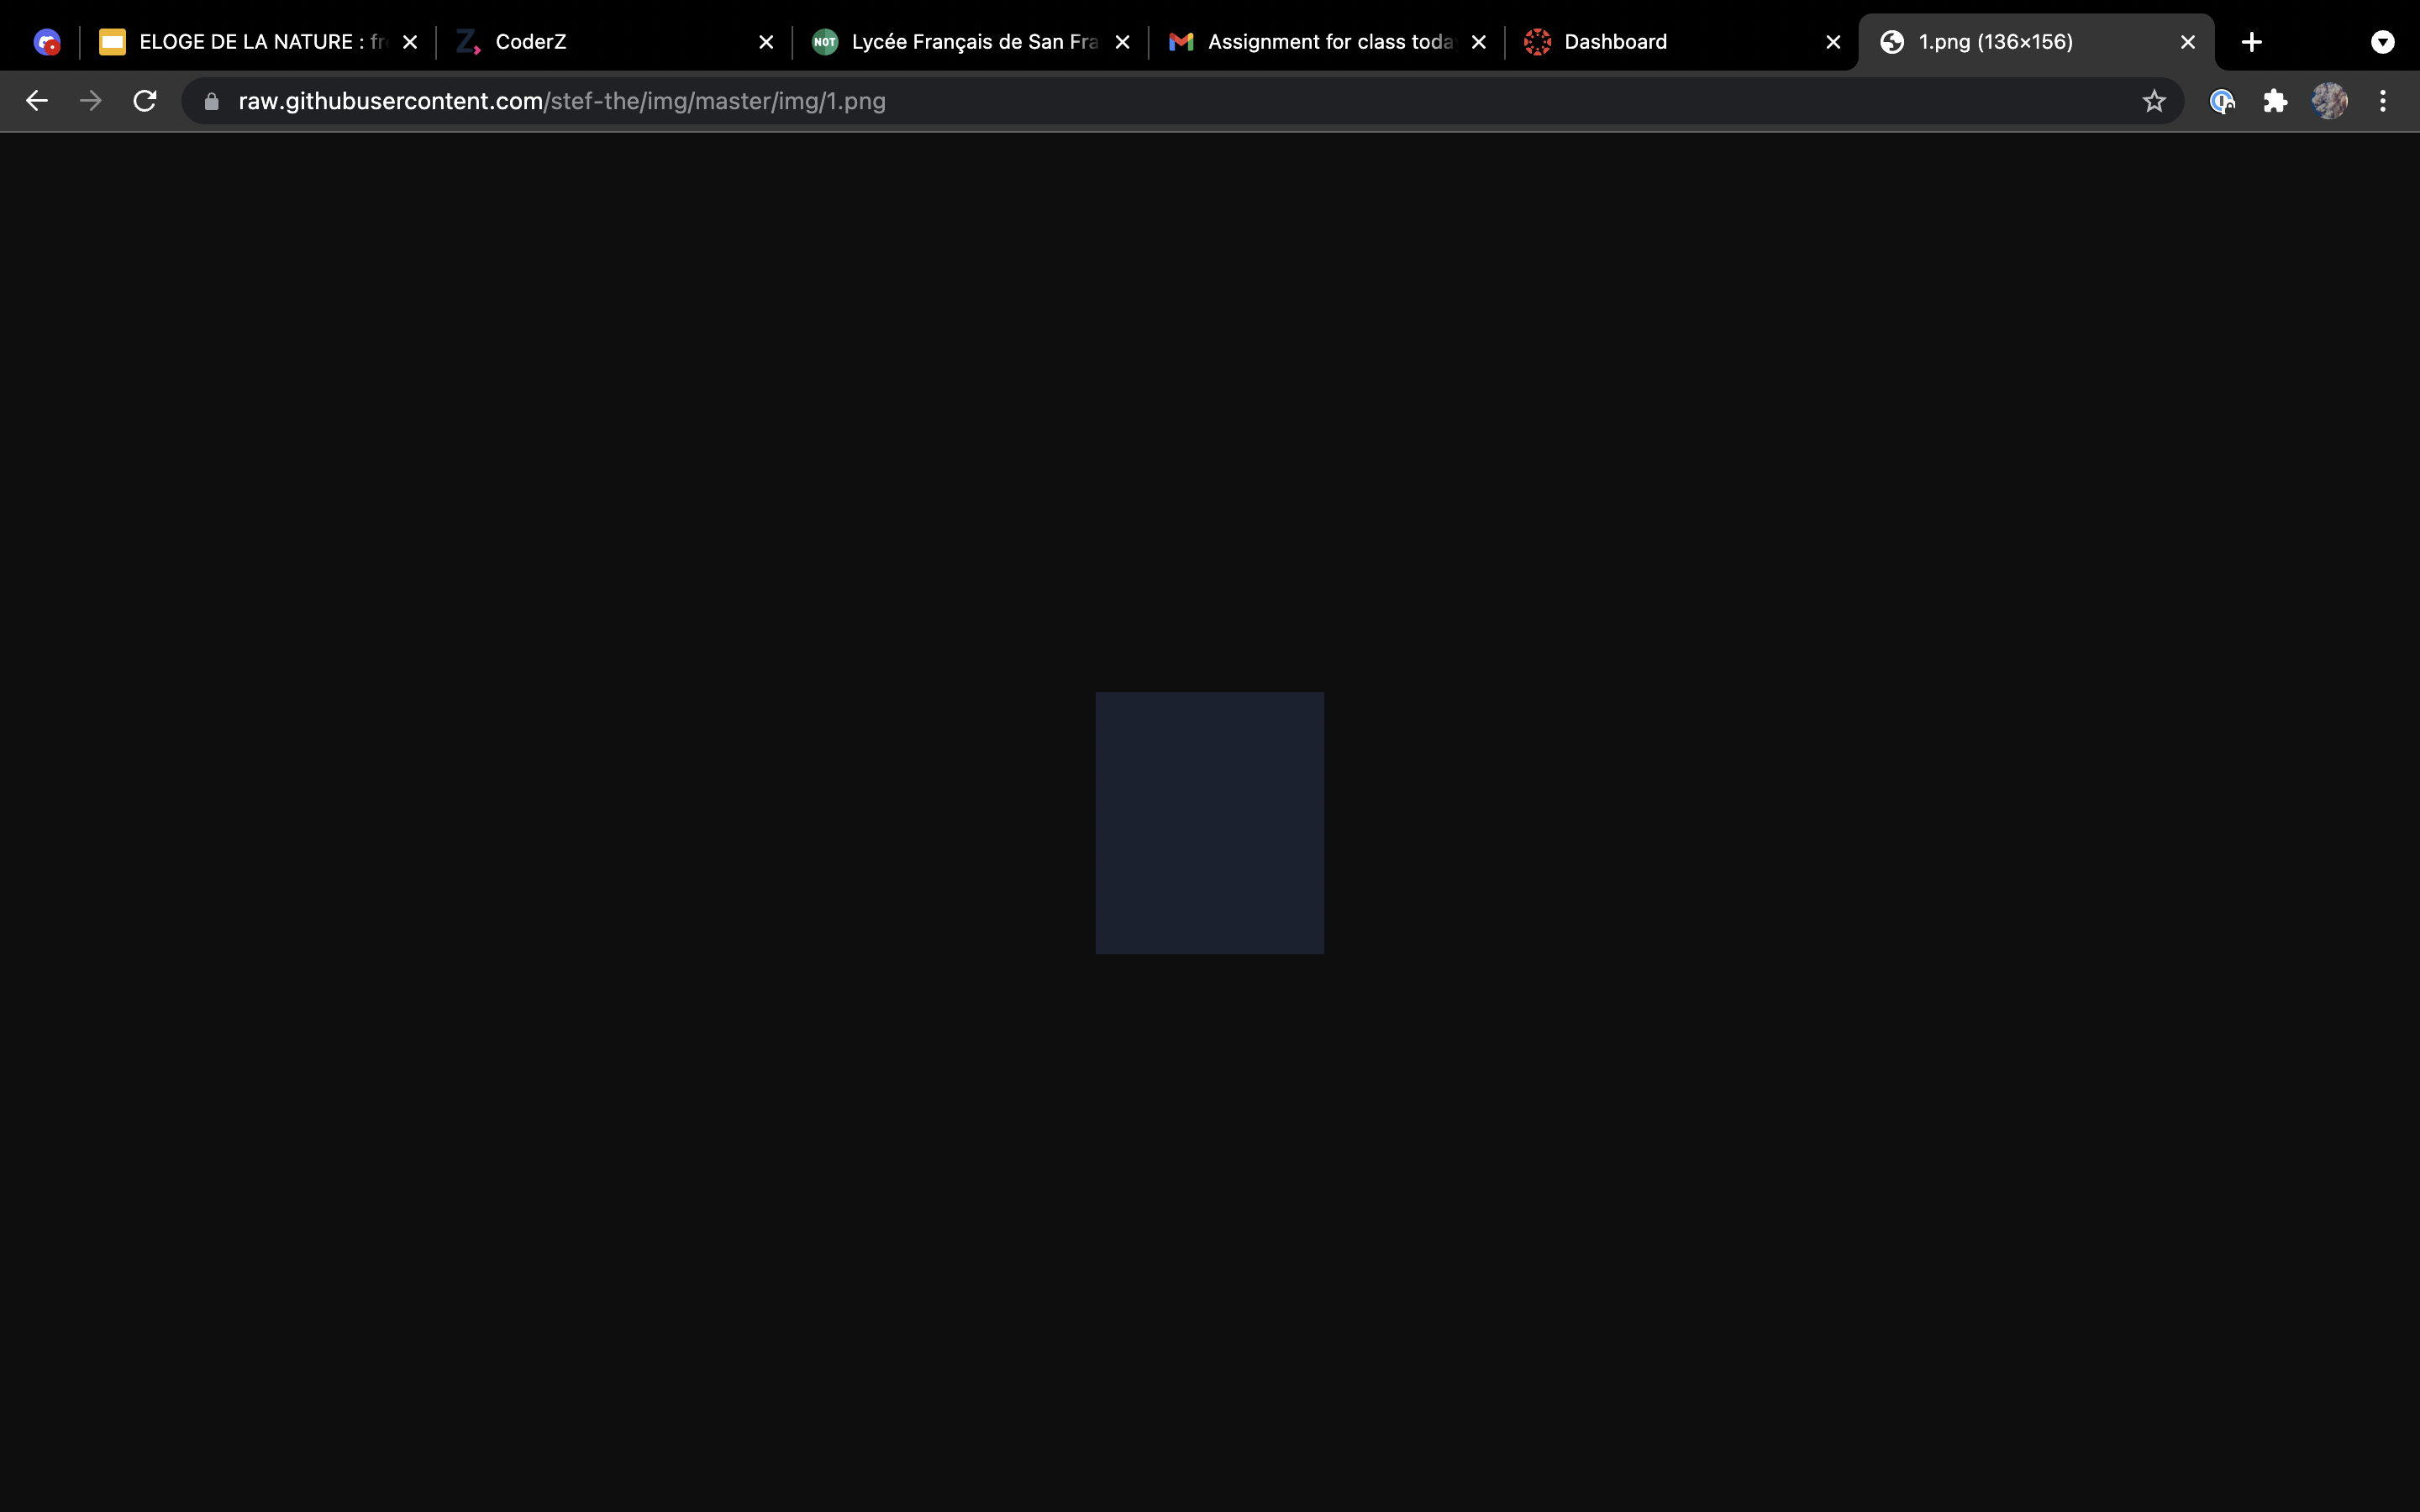 ELOGE DE LA NATURE : fr
CoderZ
NOT
Lycée Français de San Fra
Assignment for class toda
Dashboard
1.png (136×156)
raw.githubusercontent.com/stef-the/img/master/img/1.png